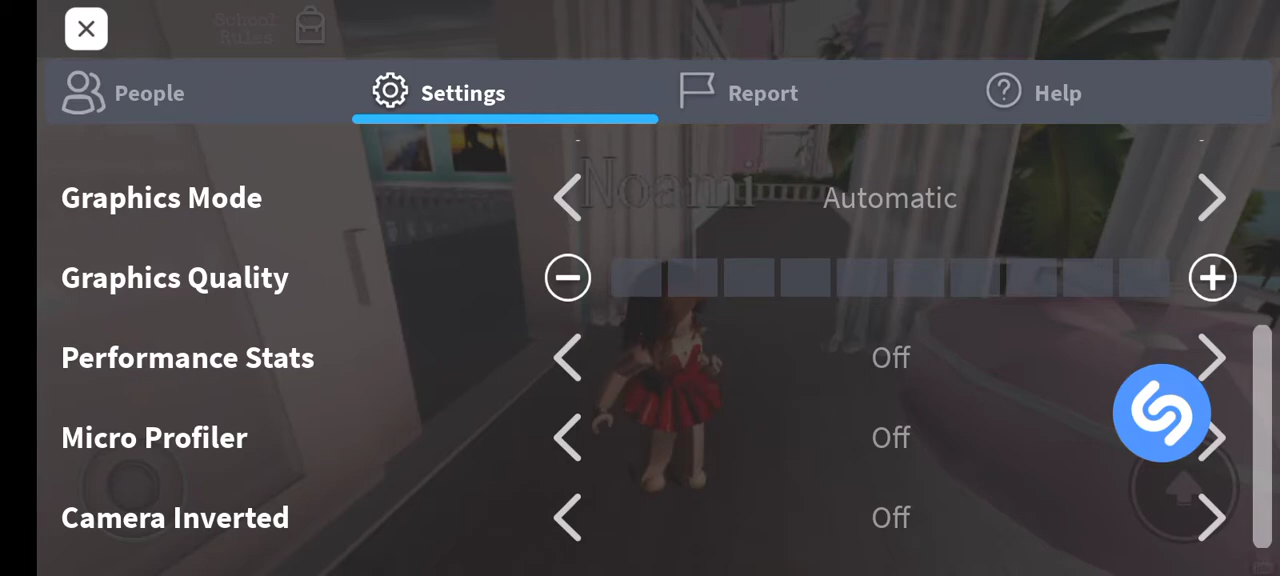 School
Rules
People
Settings
Report
Help
Noami
Graphics Mode
Automatic
Graphics Quality
Performance Stats
Off
Micro Profiler
Off
Camera Inverted
Off